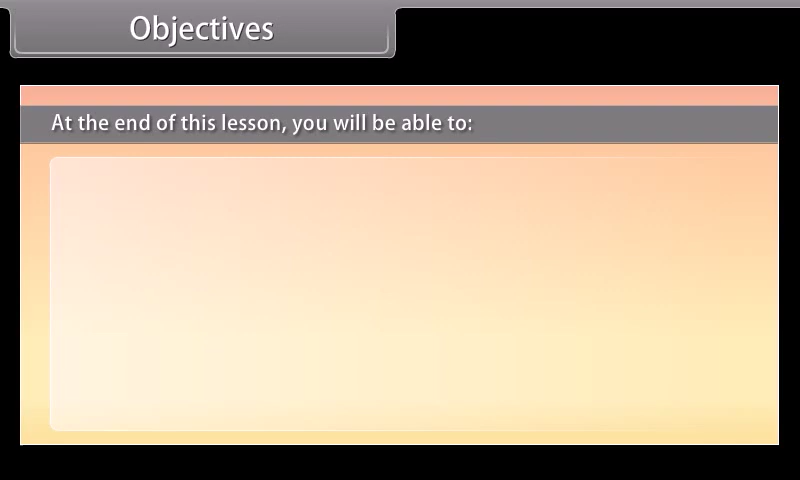 Objectives
At the end of this lesson, you will be able to: